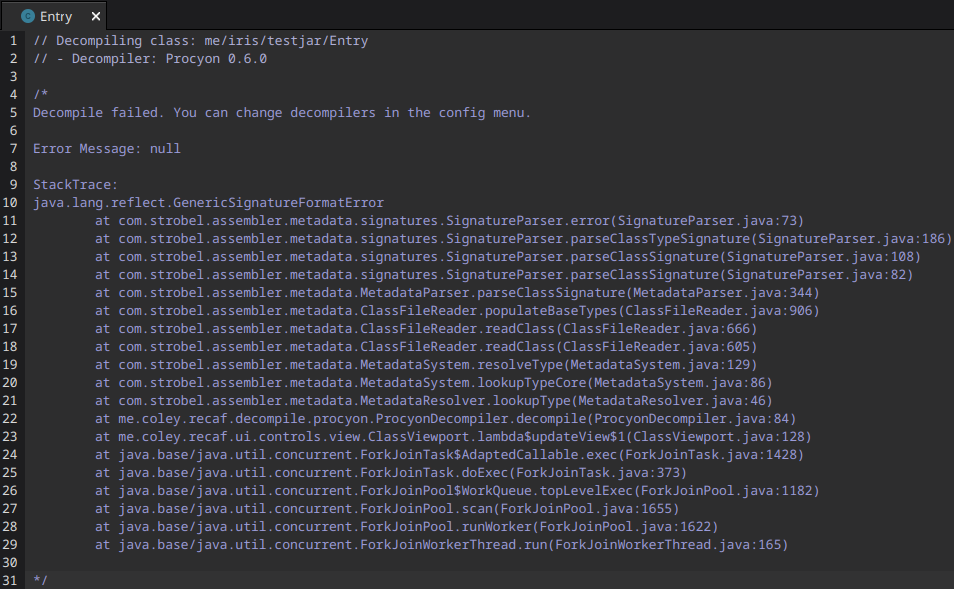 Entry
1 // Decompiling class: me/iris/testjar/Entry
2 // - Decompiler: Procyon 0.6.0
3
4 /*
5 Decompile failed. You can change decompilers in the config menu.
6
7 Error Message: null
8
9 StackTrace:
10 java.lang.reflect.GenericSignatureFormatError
11 at com.strobel.assembler.metadata.signatures.SignatureParser.error(SignatureParser.java:73)
12 at com.strobel.assembler.metadata.signatures.SignatureParser.parseClassTypeSignature(SignatureParser.java:186)
13 at com.strobel.assembler.metadata.signatures.SignatureParser.parseClassSignature(SignatureParser.java:108)
14 at com.strobel.assembler.metadata.signatures.SignatureParser.parseClassSignature(SignatureParser.java:82)
15 at com.strobel.assembler.metadata.MetadataParser.parseClassSignature(MetadataParser.java:344)
16 at com.strobel.assembler.metadata.ClassFileReader.populateBaseTypes(ClassFileReader.java:906)
17 at com.strobel.assembler.metadata.ClassFileReader.readClass(ClassFileReader.java:666)
18 at com.strobel.assembler.metadata.ClassFileReader.readClass(ClassFileReader.java:605)
19 at com.strobel.assembler.metadata.MetadataSystem.resolveType(MetadataSystem.java:129)
20 at com.strobel.assembler.metadata.MetadataSystem.lookupTypeCore(MetadataSystem.java:86)
21 at com.strobel.assembler.metadata.MetadataResolver.lookupType(MetadataResolver.java:46)
22 at me.coley.recaf.decompile.procyon.ProcyonDecompiler.decompile(ProcyonDecompiler.java:84)
23 at me.coley.recaf.ui.controls.view.ClassViewport.lambda$updateView$1(ClassViewport.java:128)
24 at java.base/java.util.concurrent.ForkJoinTask$AdaptedCallable.exec(ForkJoinTask.java:1428)
25 at java.base/java.util.concurrent.ForkJoinTask.doExec(ForkJoinTask.java:373)
26 at java.base/java.util.concurrent.ForkJoinPool$WorkQueue.topLevelExec(ForkJoinPool.java:1182)
27 at java.base/java.util.concurrent.ForkJoinPool.scan(ForkJoinPool.java:1655)
28 at java.base/java.util.concurrent.ForkJoinPool.runWorker(ForkJoinPool.java:1622)
29 at java.base/java.util.concurrent.ForkJoinWorkerThread.run(ForkJoinWorkerThread.java:165)
30
31 */